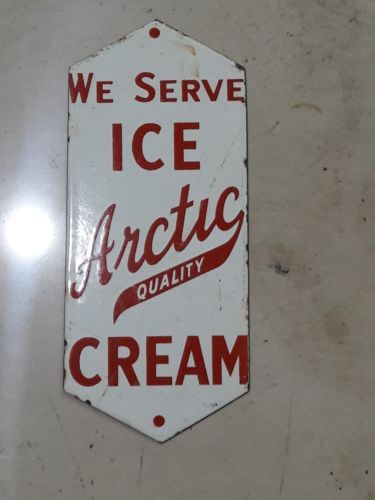 WE SERVE
ICE
Arctic
QUALITY
CREAM